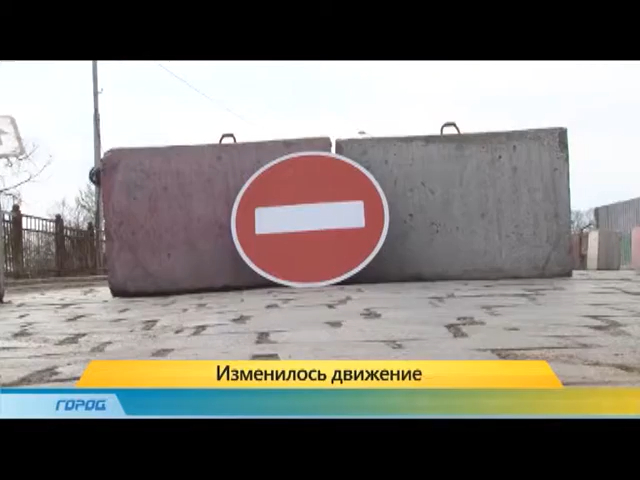 Изменилось движение
ГОРОД